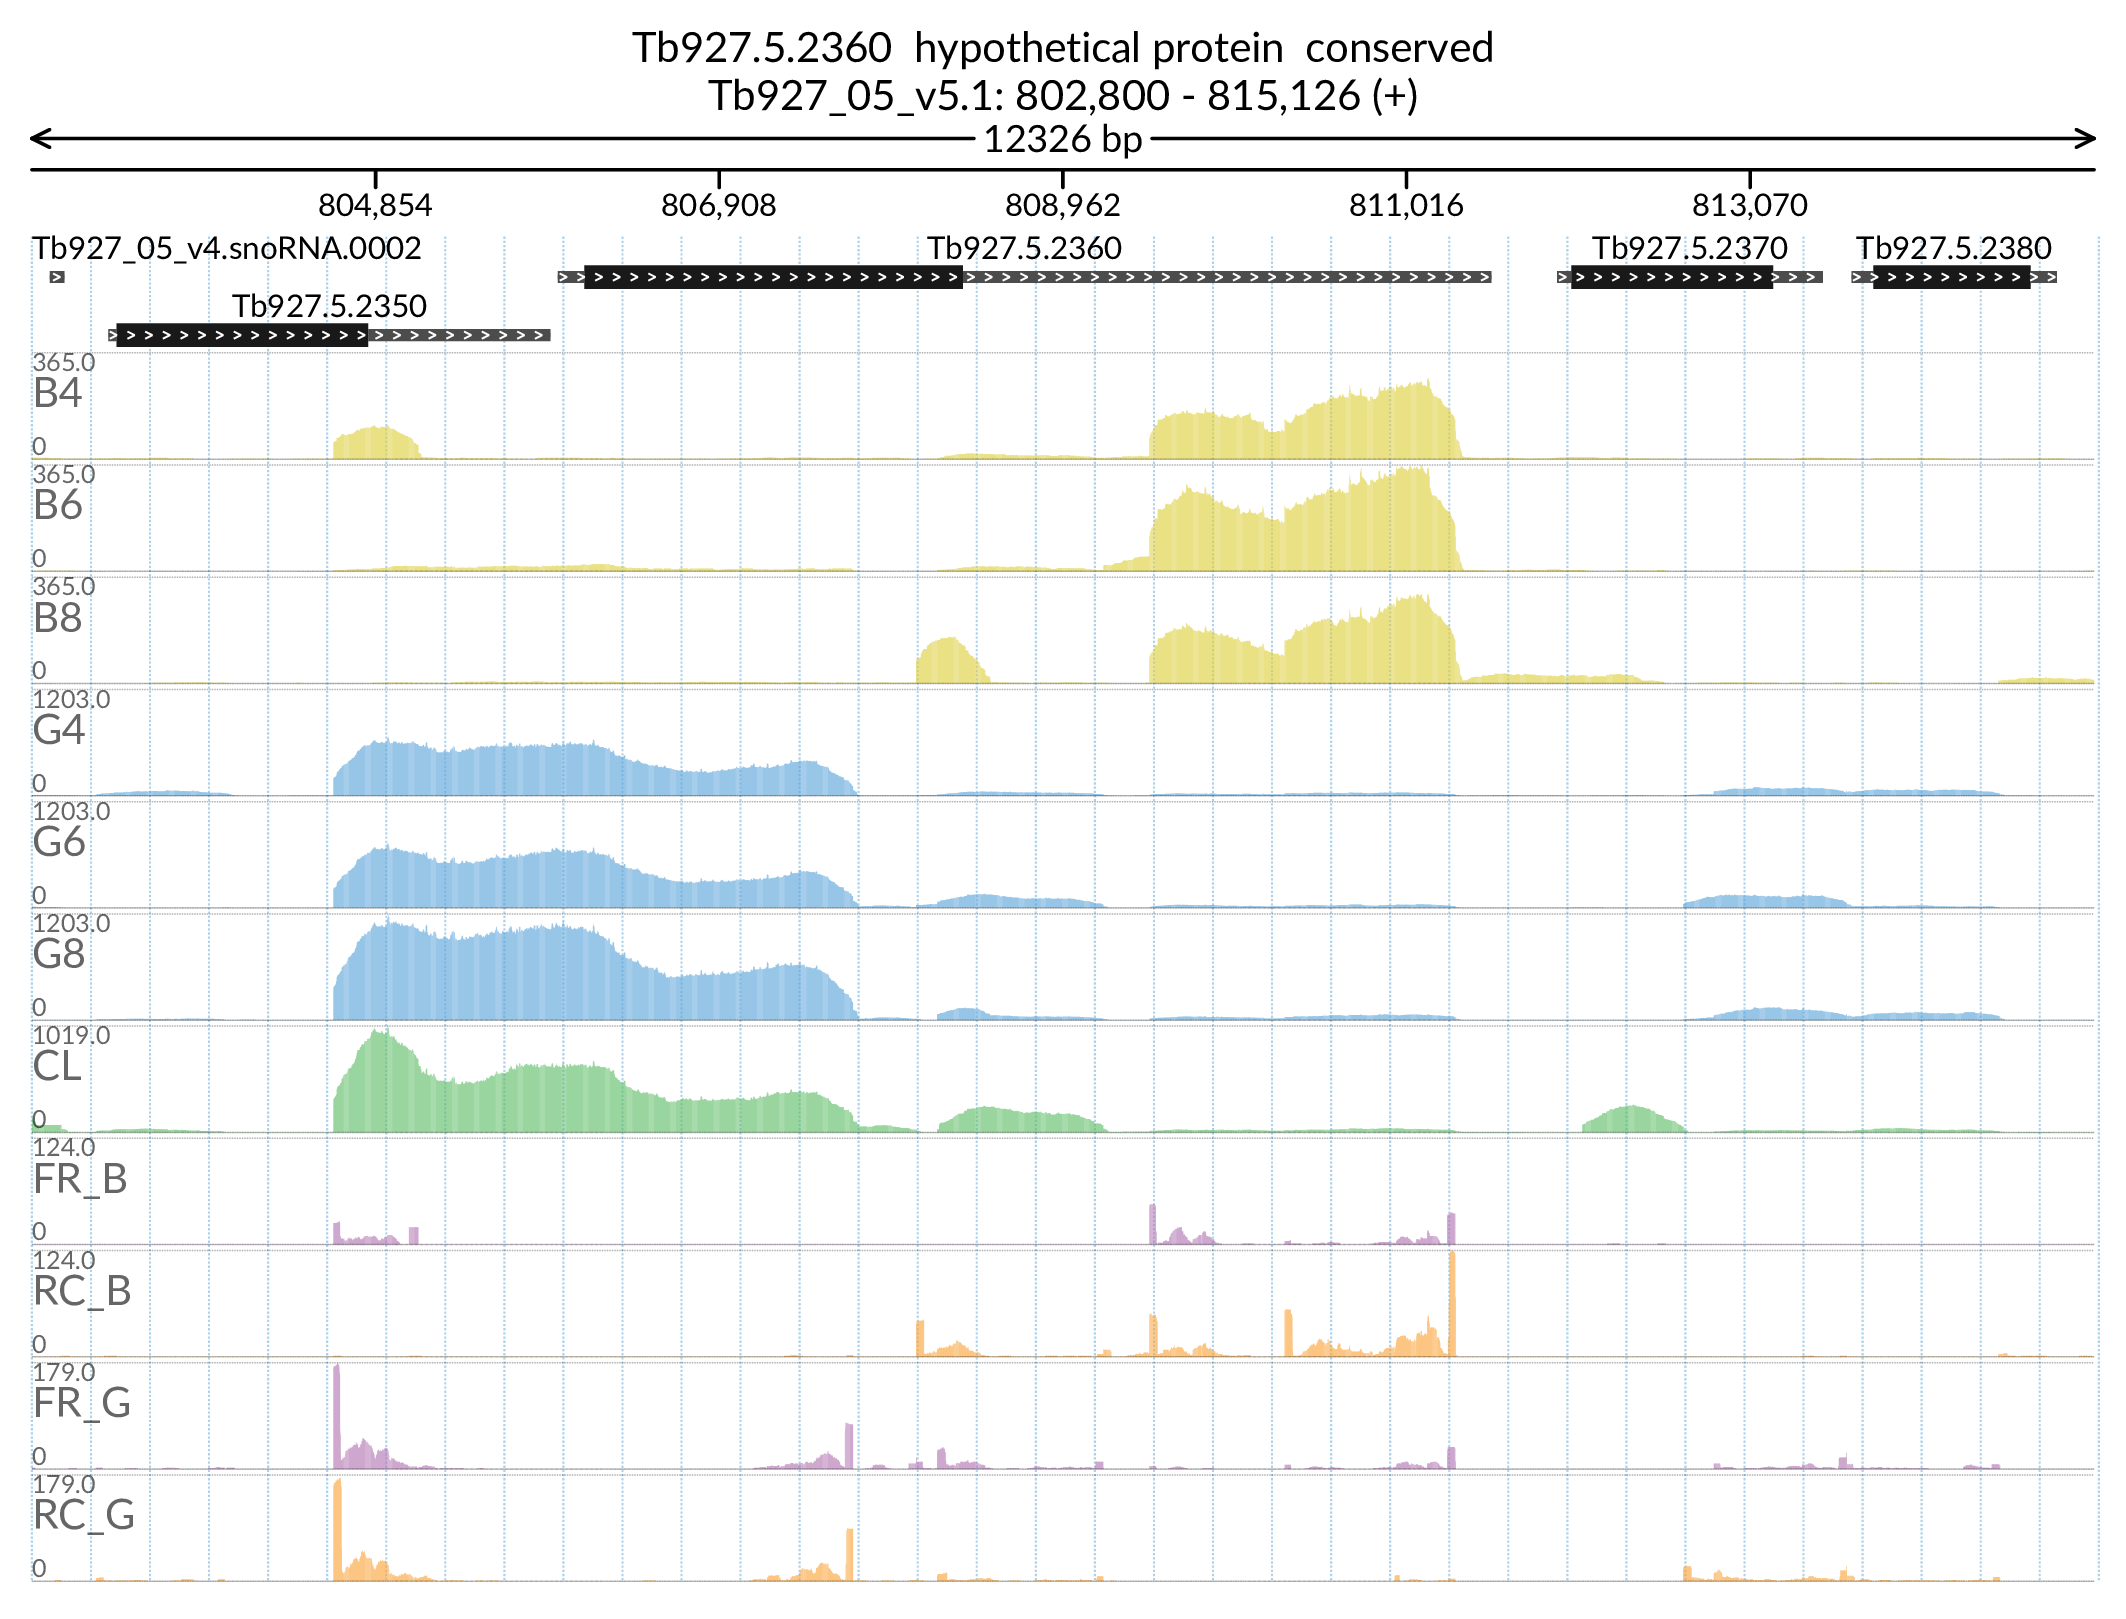 Tb927.5.2360  hypothetical protein  conserved
Tb927_05_v5.1: 802,800 - 815,126 (+)
12326 bp
804,854 806,908 808,962 811,016 813,070
Tb927_05_v4.snoRNA.0002 Tb927.5.2360 Tb927.5.2370 Tb927.5.2380
Tb927.5.2350
365.0
B4
0
365.0
B6
0
365.0
B8
0
1203.0
G4
0
1203.0
G6
0
1203.0
G8
0
1019.0
CL
0
124.0
FR_B
0
124.0
RC_B
0
179.0
FR_G
0
179.0
RC_G
0